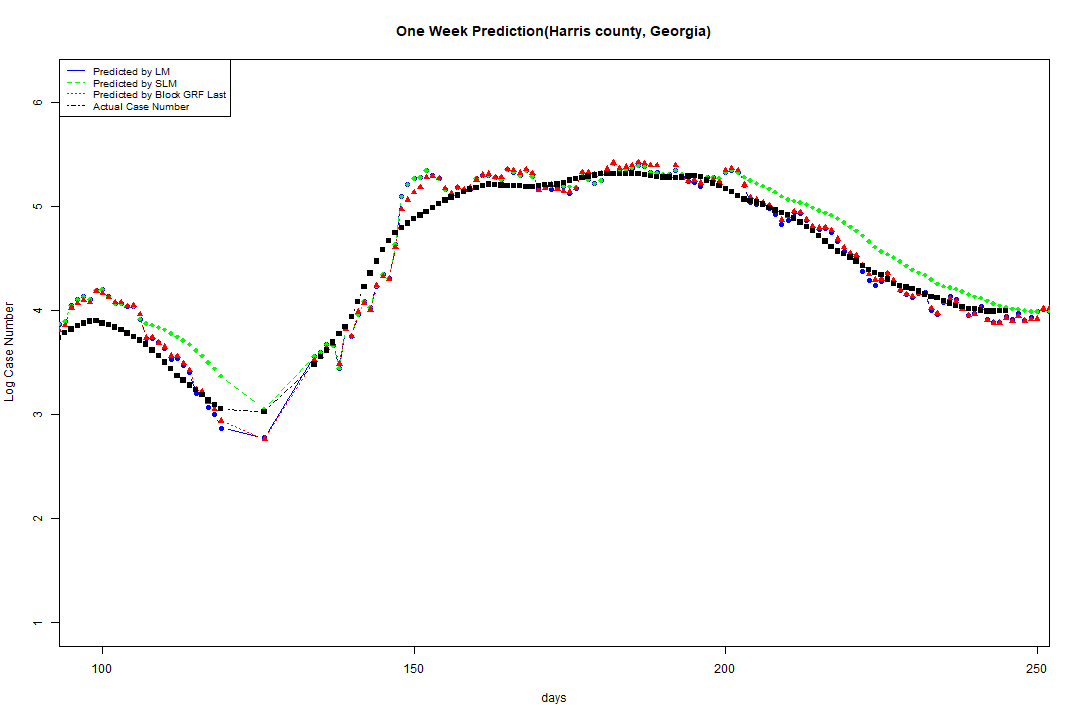 One Week Prediction(Harris county, Georgia)
Predicted by LM
Predicted by SLM
Predicted by Block GRF Last
Actual Case Number
6
5
4
3
2
1
Log Case Number
100
150
200
250
days